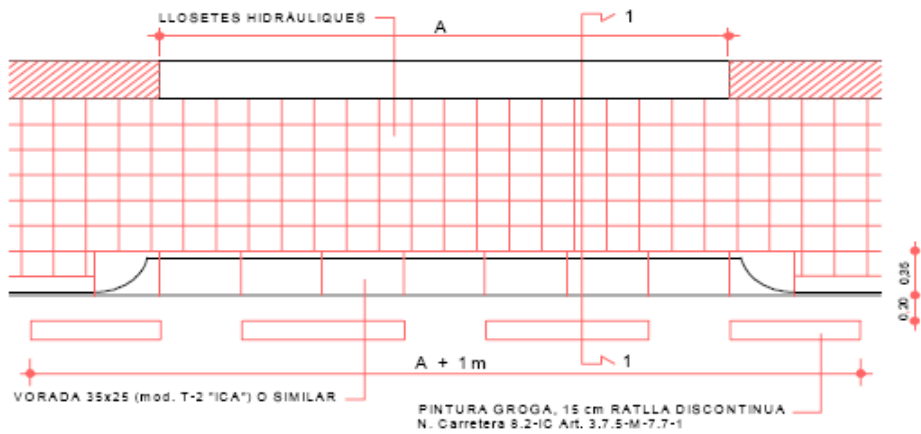 LLOSETES HIDRÀULIQUES
1
A
0,35
0,20
1
A + 1m
VORADA 35x25 (mod. T-2 "ICA") O SIMILAR
PINTURA GROGA, 15 cm RATLLA DISCONTINUA
N. Carretera 8.2-IC Art. 3.7.5-M-7.7-1